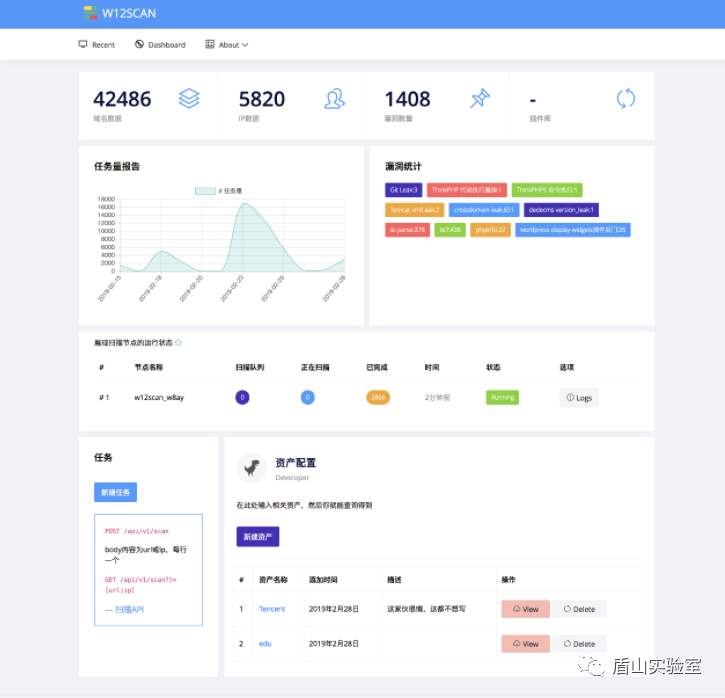 W12SCAN
Recent
Dashboard
About
42486
域名数据
5820
IP数据
1408
漏洞数量
-
插件库
任务量报告
# 任务量
18000
16000
14000
12000
10000
8000
6000
4000
2000
0
2019-02-15
2019-02-18
2019-02-20
2019-02-23
2019-02-25
2019-02-28
漏洞统计
Git Leak:3
ThinkPHP 代码执行漏洞:1
ThinkPHP5 命令执行:1
Tomcat xmlLeak:2
crossdomain leak:651
dedecms version_leak:1
iis parse:278
iis7:436
phpinfo:22
wordpress display-widgets插件后门:25
展现扫描节点的运行状态
# 节点名称 扫描队列 正在扫描 已完成 时间 状态 选项
# 1 w12scan_w8ay 0 0 2866 2分钟前 Running Logs
任务
新建任务
POST /api/v1/scan
body内容为url或ip，每行
一个
GET /api/v1/scan?t=
[url|ip]
— 扫描API
资产配置
Developer
在此处输入相关资产，然后你就能查询得到
新建资产
# 资产名称 添加时间 描述 操作
1 Tencent 2019年2月28日 这家伙很懒，这都不想写 View Delete
2 edu 2019年2月28日 View Delete
盾山实验室